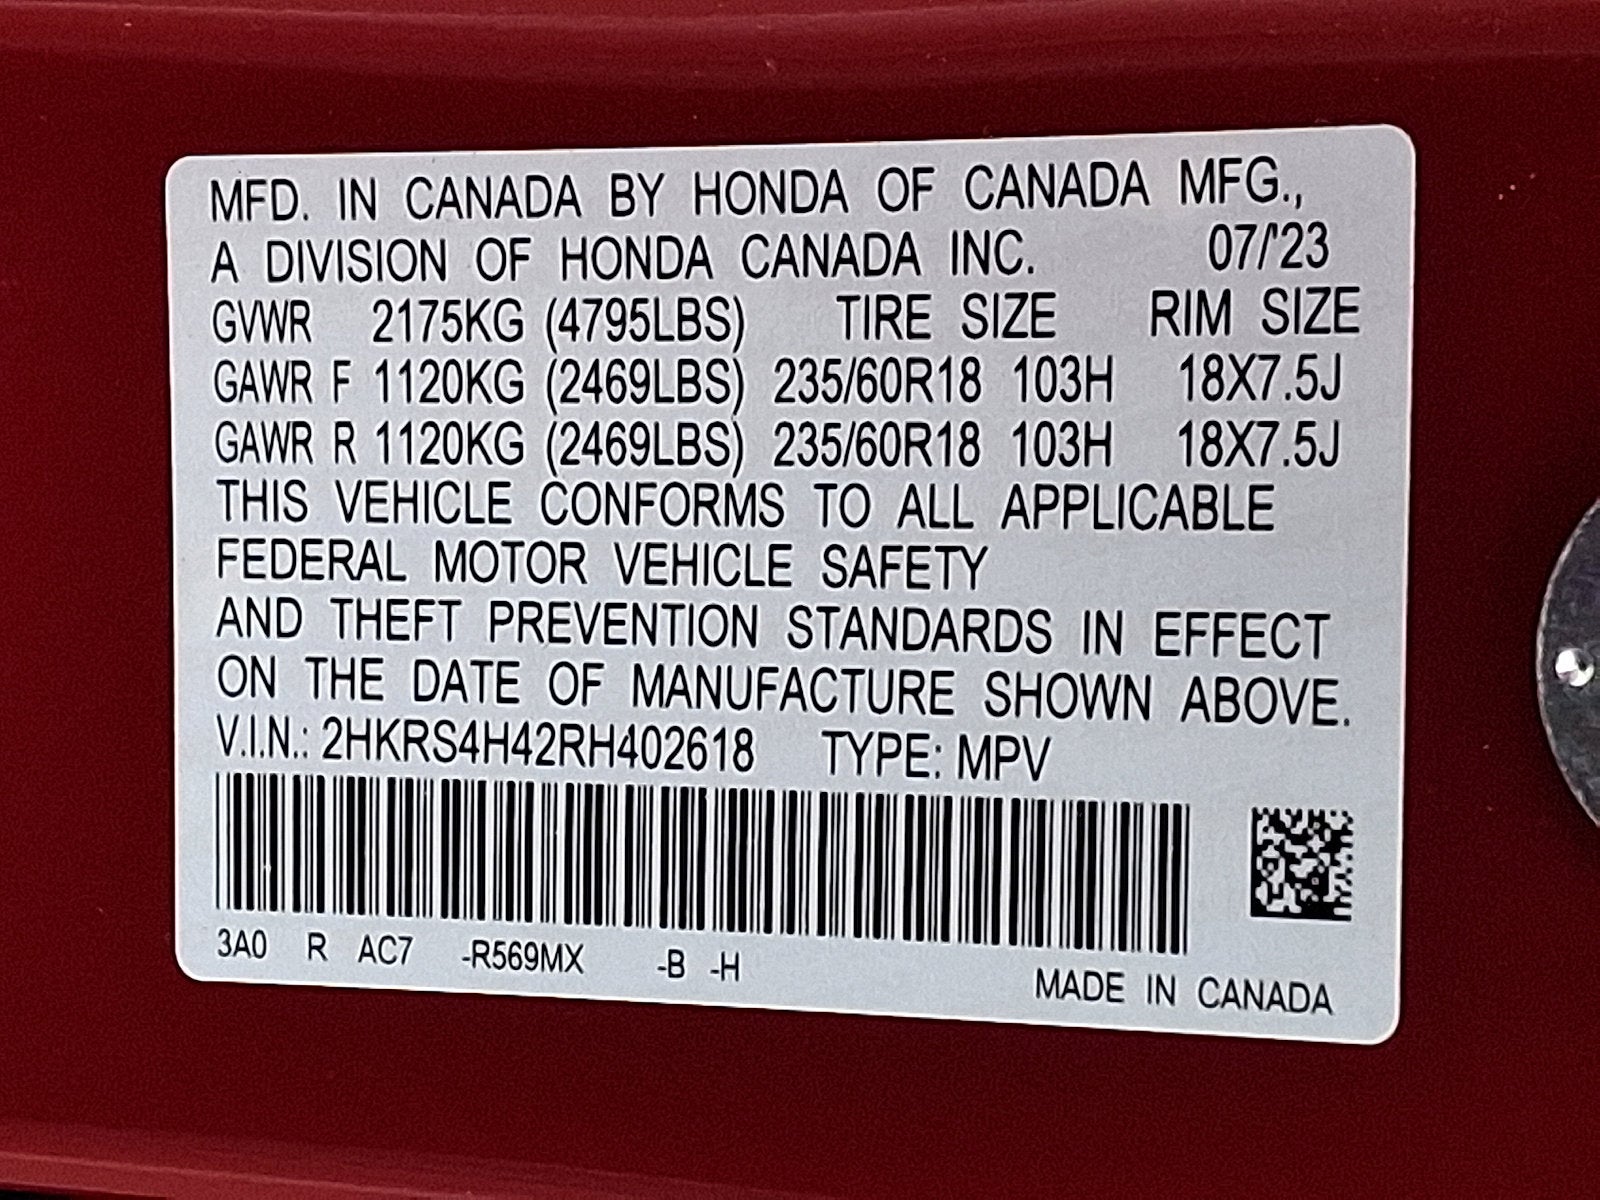 MFD. IN CANADA BY HONDA OF CANADA MFG.,
A DIVISION OF HONDA CANADA INC. 07/'23
GVWR 2175KG (4795LBS) TIRE SIZE RIM SIZE
GAWR F 1120KG (2469LBS) 235/60R18 103H 18X7.5J
GAWR R 1120KG (2469LBS) 235/60R18 103H 18X7.5J
THIS VEHICLE CONFORMS TO ALL APPLICABLE
FEDERAL MOTOR VEHICLE SAFETY
AND THEFT PREVENTION STANDARDS IN EFFECT
ON THE DATE OF MANUFACTURE SHOWN ABOVE.
V.I.N.: 2HKRS4H42RH402618 TYPE: MPV
3A0 R AC7 -R569MX -B -H
MADE IN CANADA